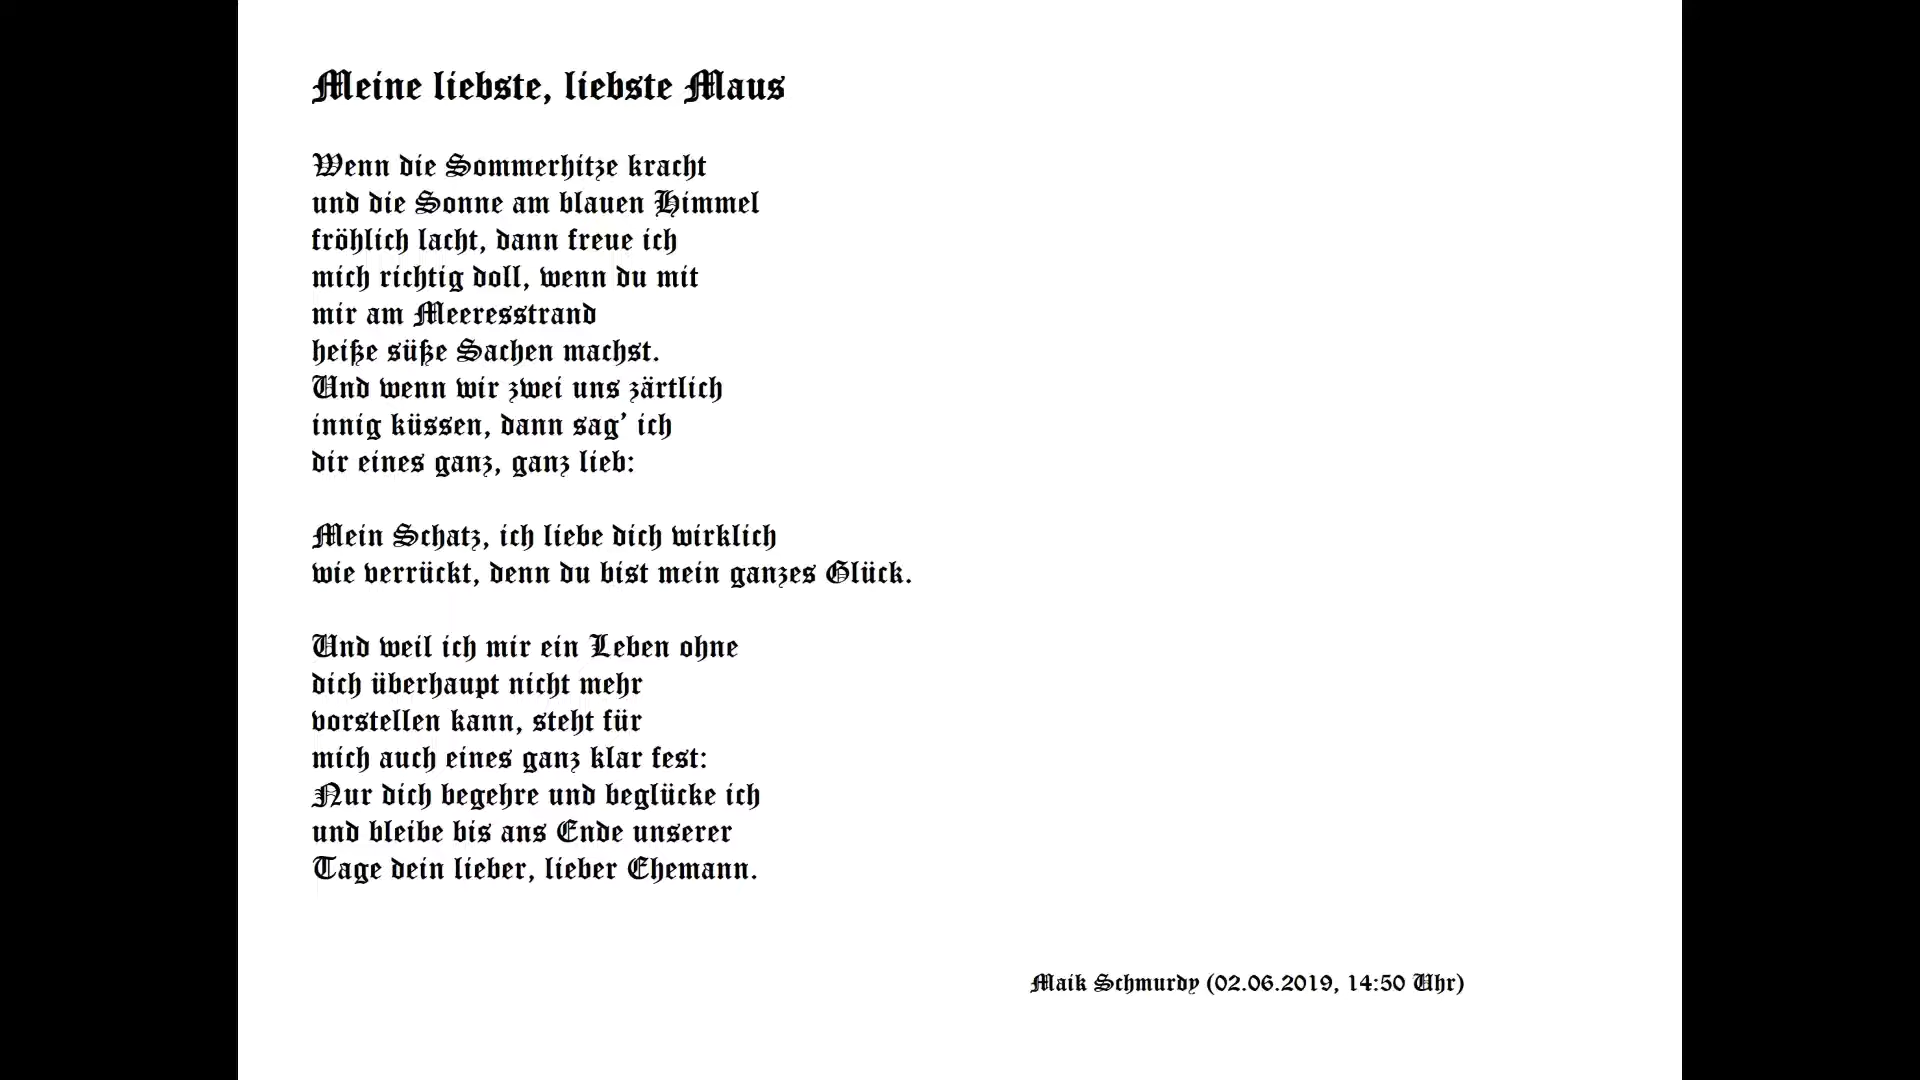 Meine liebste, liebste Maus
Wenn die Sommerhitze kracht
und die Sonne am blauen Himmel
fröhlich lacht, dann freue ich
mich richtig doll, wenn du mit
mir am Meeresstrand
heiße süße Sachen machst.
Und wenn wir zwei uns zärtlich
innig küssen, dann sag' ich
dir eines ganz, ganz lieb:
Mein Schatz, ich liebe dich wirklich
wie verrückt, denn du bist mein ganzes Glück.
Und weil ich mir ein Leben ohne
dich überhaupt nicht mehr
vorstellen kann, steht für
mich auch eines ganz klar fest:
Nur dich begehre und beglücke ich
und bleibe bis ans Ende unserer
Tage dein lieber, lieber Ehemann.
Maik Schmurdy (02.06.2019, 14:50 Uhr)